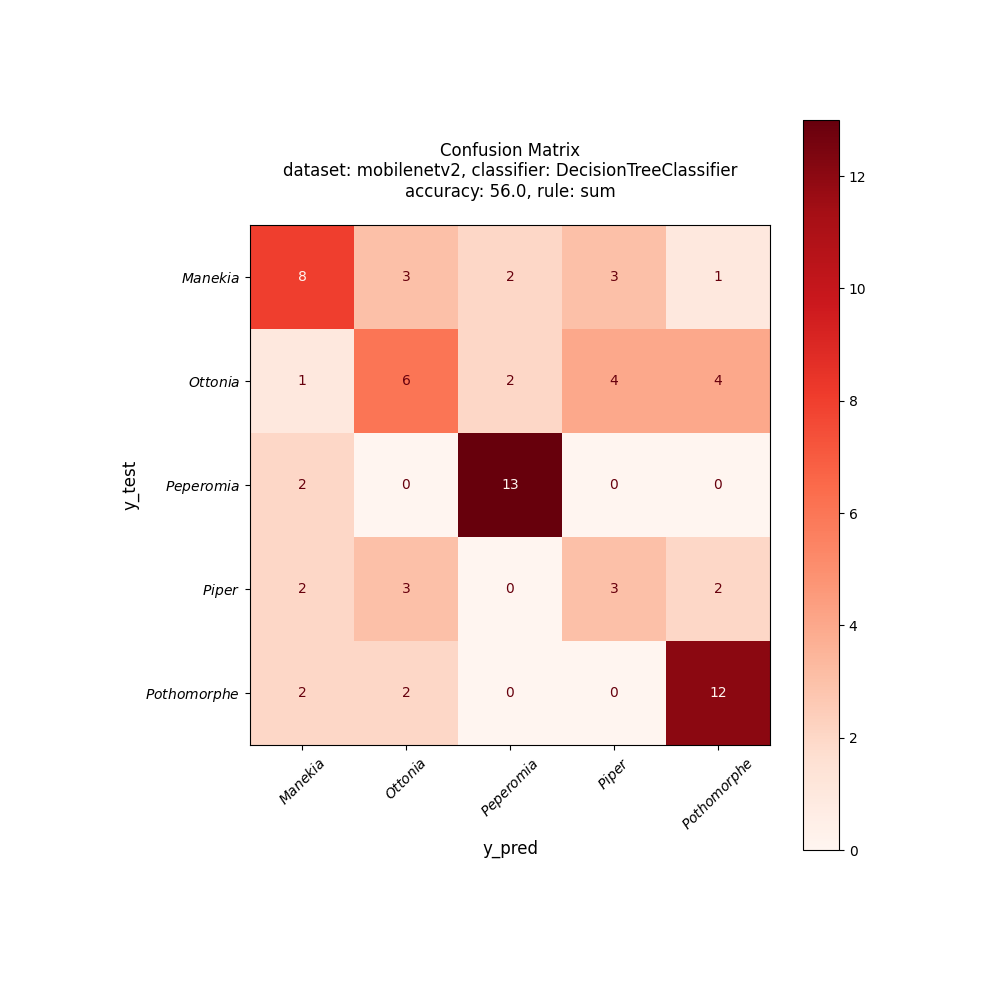 Confusion Matrix
dataset: mobilenetv2, classifier: DecisionTreeClassifier
accuracy: 56.0, rule: sum
y_test
Manekia 8 3 2 3 1
Ottonia 1 6 2 4 4
Peperomia 2 0 13 0 0
Piper 2 3 0 3 2
Pothomorphe 2 2 0 0 12
Manekia Ottonia Peperomia Piper Pothomorphe
y_pred
12
10
8
6
4
2
0